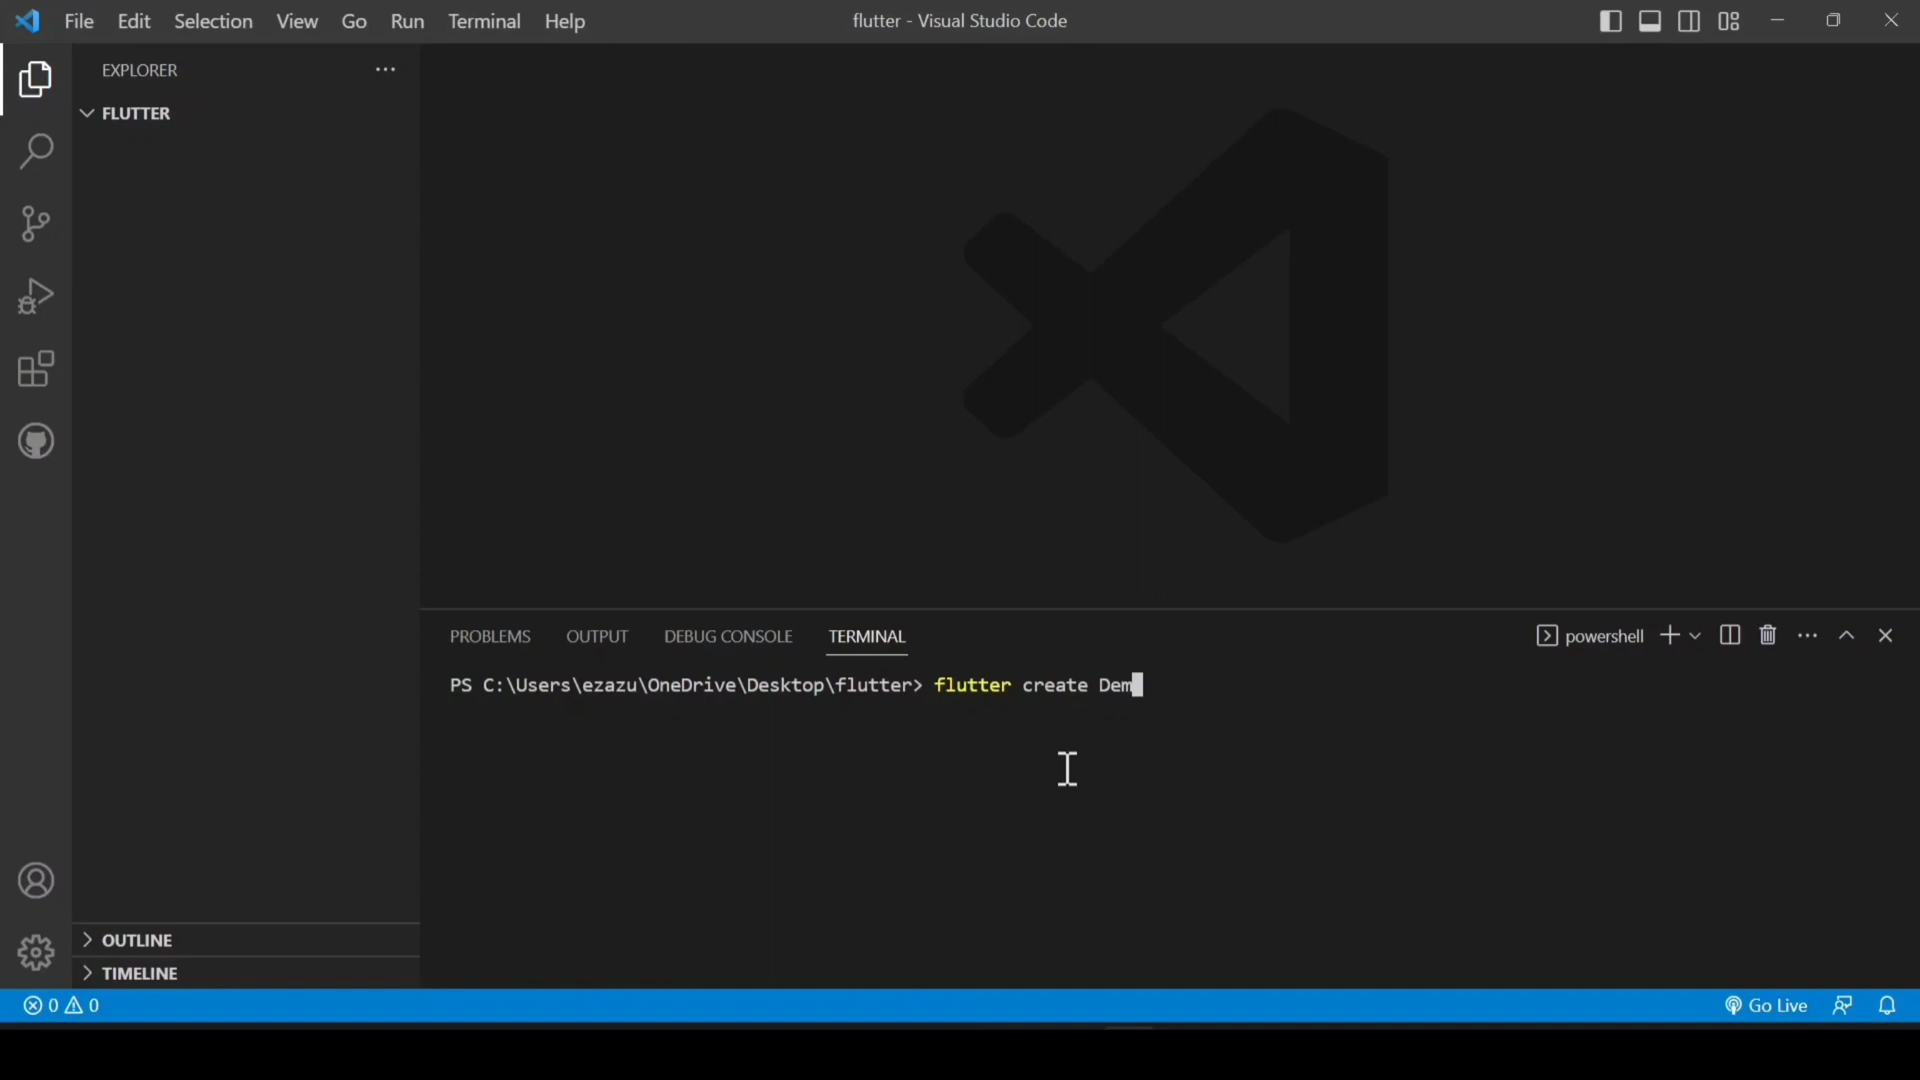 File Edit Selection View Go Run Terminal Help
flutter - Visual Studio Code
EXPLORER
FLUTTER
PROBLEMS OUTPUT DEBUG CONSOLE TERMINAL
powershell
PS C:\Users\ezazu\OneDrive\Desktop\flutter> flutter create Dem
OUTLINE
TIMELINE
0 0
Go Live